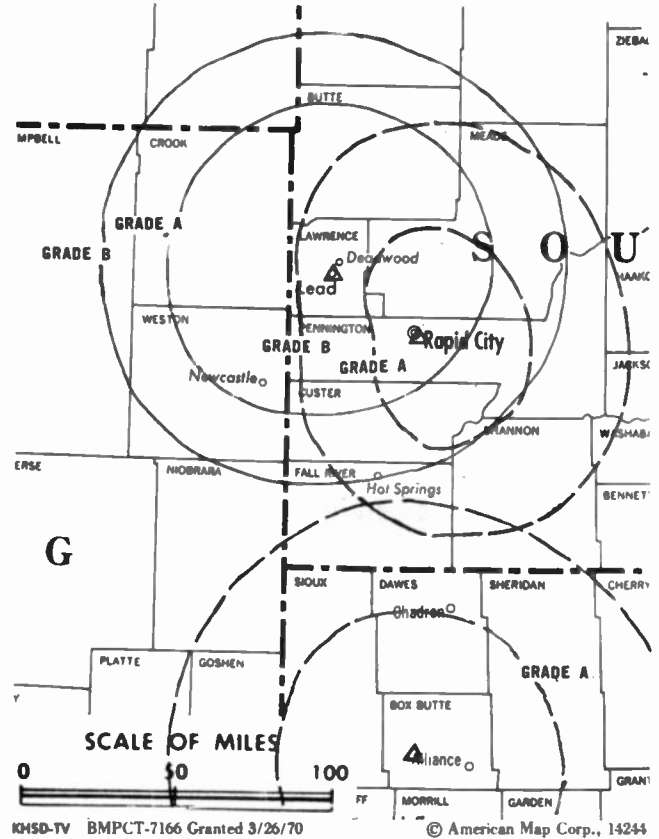 ZIEBA
BUTTE
MPBELL
CROOK
MEADE
GRADE A
GRADE B
LAWRENCE
S O U
Deadwood
Lead
HAAKO
WESTON
PENNINGTON
GRADE B
Rapid City
GRADE A
JACKSO
Newcastle
CUSTER
SHANNON
WASHABA
ERSE
NIOBRARA
FALL RIVER
Hot Springs
BENNETT
G
SIOUX
DAWES
SHERIDAN
CHERRY
Chadron
PLATTE
GOSHEN
GRADE A
Y
BOX BUTTE
SCALE OF MILES
Alliance
0 50 100
GRANT
FF
MORRILL
GARDEN
KHSD-TV BMPCT-7166 Granted 3/26/70
© American Map Corp., 14244